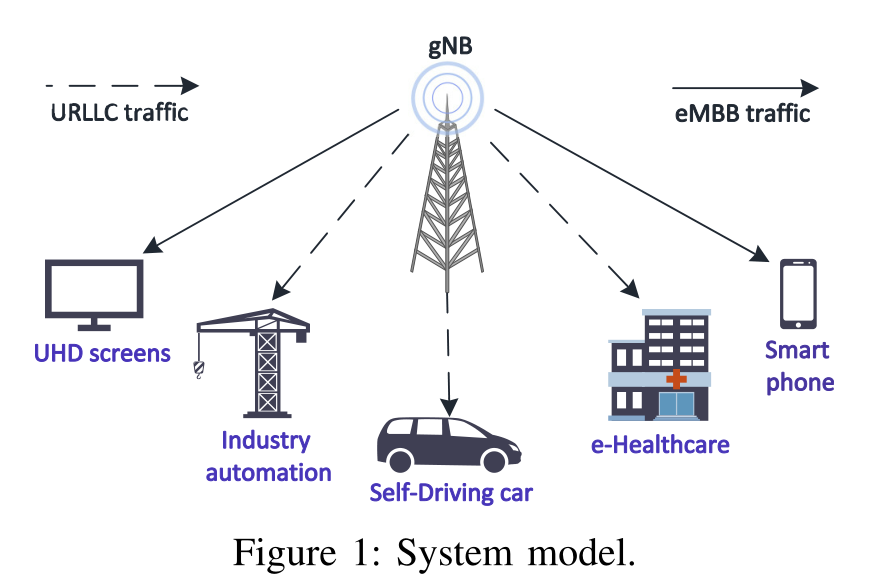 gNB
URLLC traffic
eMBB traffic
UHD screens
Industry
automation
Self-Driving car
e-Healthcare
Smart
phone
Figure 1: System model.